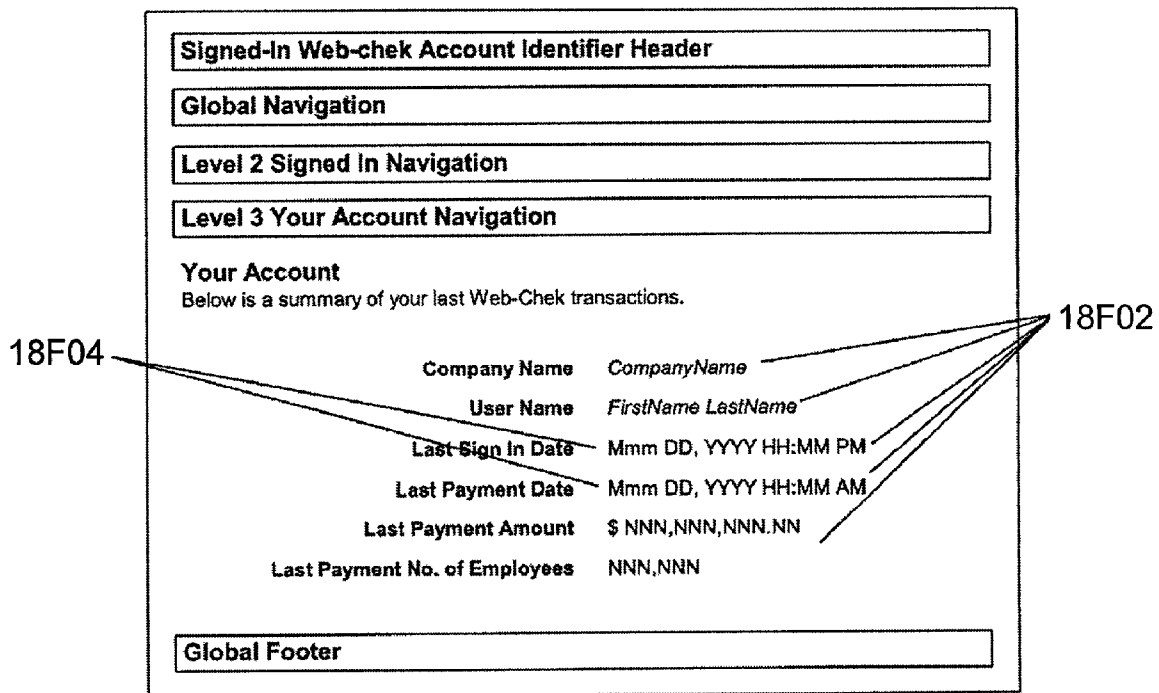 Signed-In Web-chek Account Identifier Header
Global Navigation
Level 2 Signed In Navigation
Level 3 Your Account Navigation
Your Account
Below is a summary of your last Web-Chek transactions.
18F02
18F04
Company Name CompanyName
User Name FirstName LastName
Last Sign In Date Mmm DD, YYYY HH:MM PM
Last Payment Date Mmm DD, YYYY HH:MM AM
Last Payment Amount $ NNN,NNN,NNN.NN
Last Payment No. of Employees NNN,NNN
Global Footer